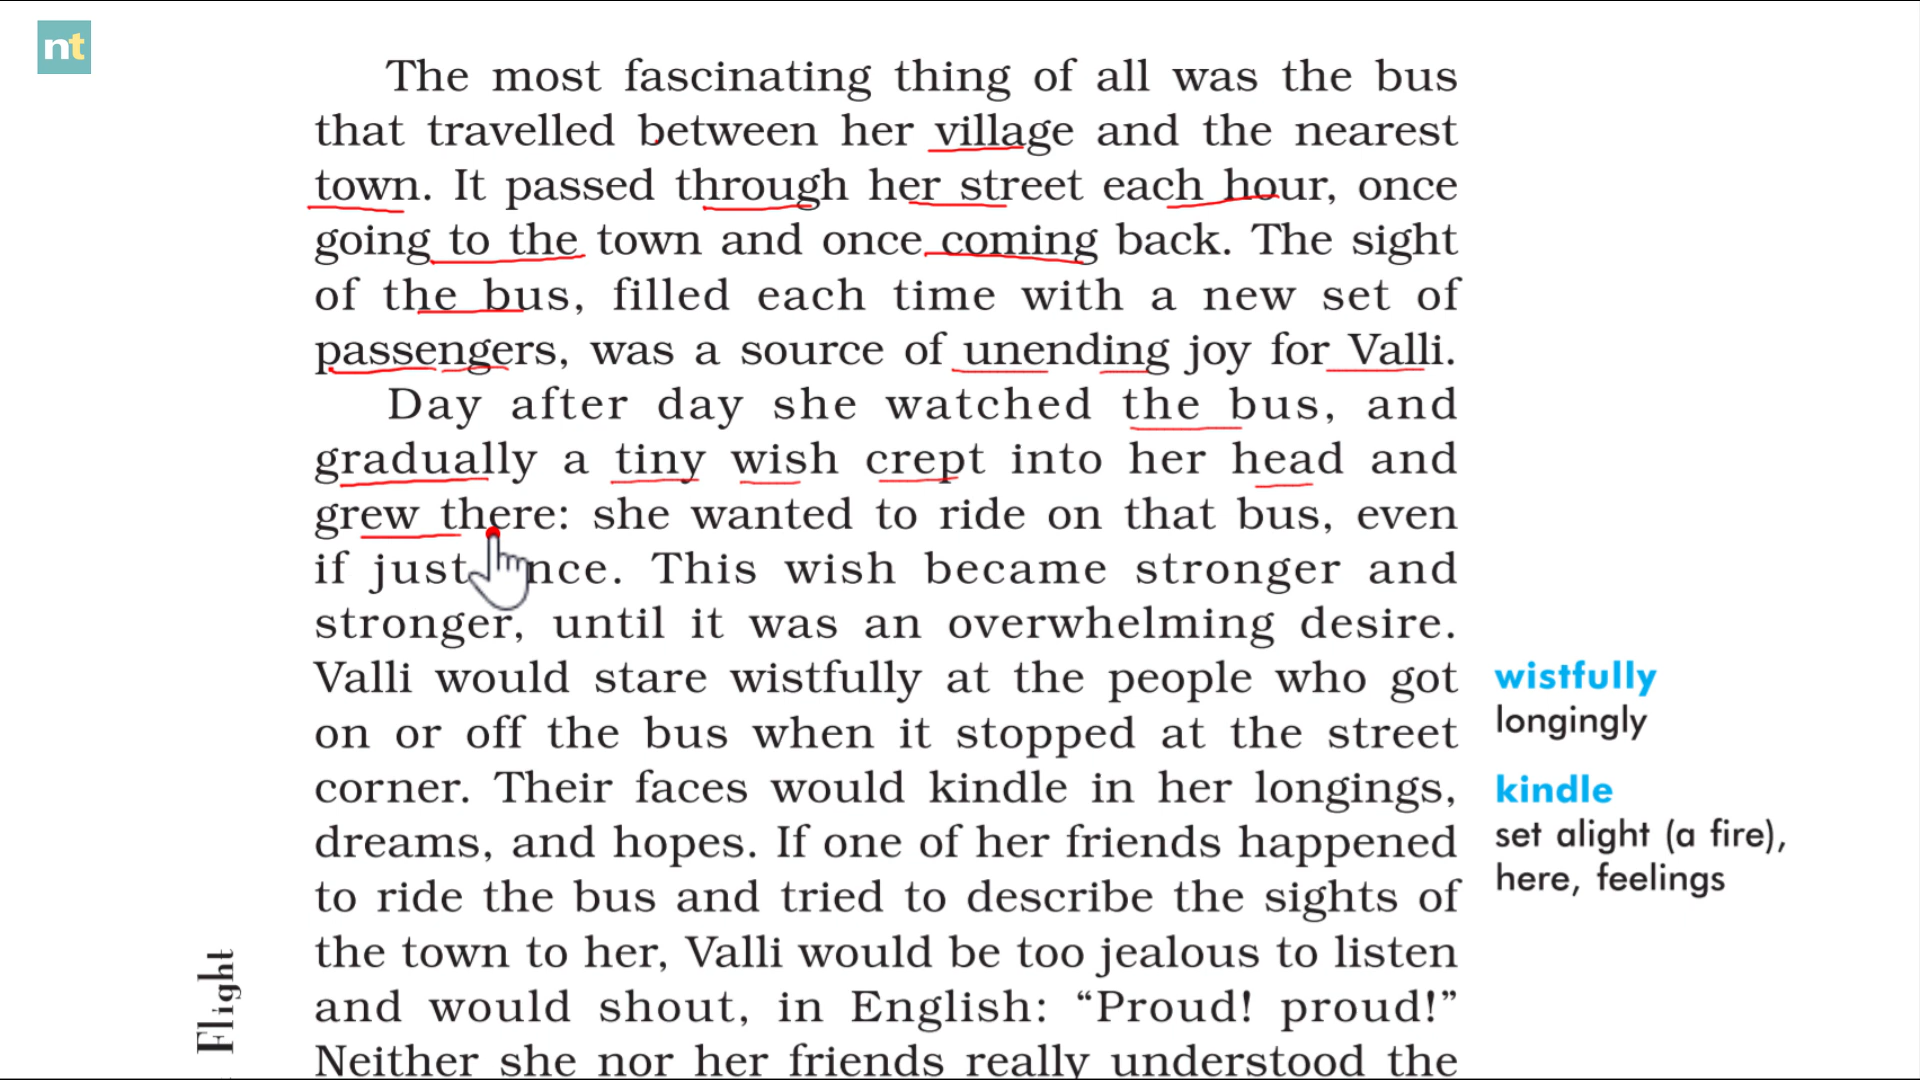 nt
The most fascinating thing of all was the bus
that travelled between her village and the nearest
town. It passed through her street each hour, once
going to the town and once coming back. The sight
of the bus, filled each time with a new set of
passengers, was a source of unending joy for Valli.
Day after day she watched the bus, and
gradually a tiny wish crept into her head and
grew there: she wanted to ride on that bus, even
if just nce. This wish became stronger and
stronger, until it was an overwhelming desire.
Valli would stare wistfully at the people who got
on or off the bus when it stopped at the street
corner. Their faces would kindle in her longings,
dreams, and hopes. If one of her friends happened
to ride the bus and tried to describe the sights of
the town to her, Valli would be too jealous to listen
and would shout, in English: “Proud! proud!”
Neither she nor her friends really understood the
wistfully
longingly
kindle
set alight (a fire),
here, feelings
Flight